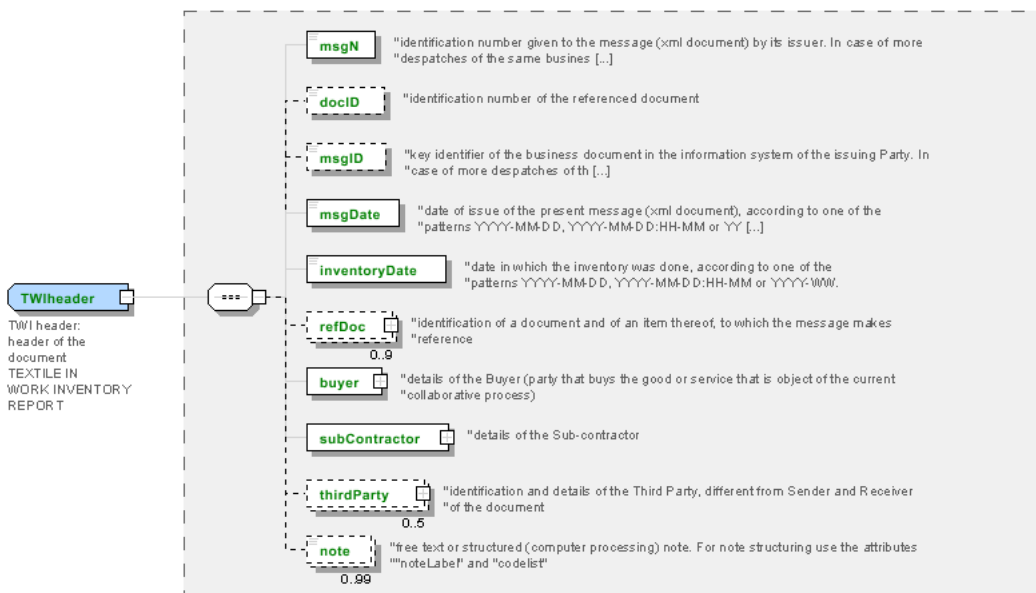 msgN
"identification number given to the message (xml document) by its issuer. In case of more
"despatches of the same busines [...]
docID
"identification number of the referenced document
msgID
"key identifier of the business document in the information system of the issuing Party. In
"case of more despatches of th [...]
msgDate
"date of issue of the present message (xml document), according to one of the
"patterns YYYY-MM-DD, YYYY-MM-DD:HH-MM or YY [...]
inventoryDate
"date in which the inventory was done, according to one of the
"patterns YYYY-MM-DD, YYYY-MM-DD:HH-MM or YYYY-WW.
TWIheader
TWI header:
header of the
document
TEXTILE IN
WORK INVENTORY
REPORT
refDoc
"identification of a document and of an item thereof, to which the message makes
"reference
0..9
buyer
"details of the Buyer (party that buys the good or service that is object of the current
"collaborative process)
subContractor
"details of the Sub-contractor
thirdParty
"identification and details of the Third Party, different from Sender and Receiver
"of the document
0..5
note
"free text or structured (computer processing) note. For note structuring use the attributes
""noteLabel" and "codelist"
0..99